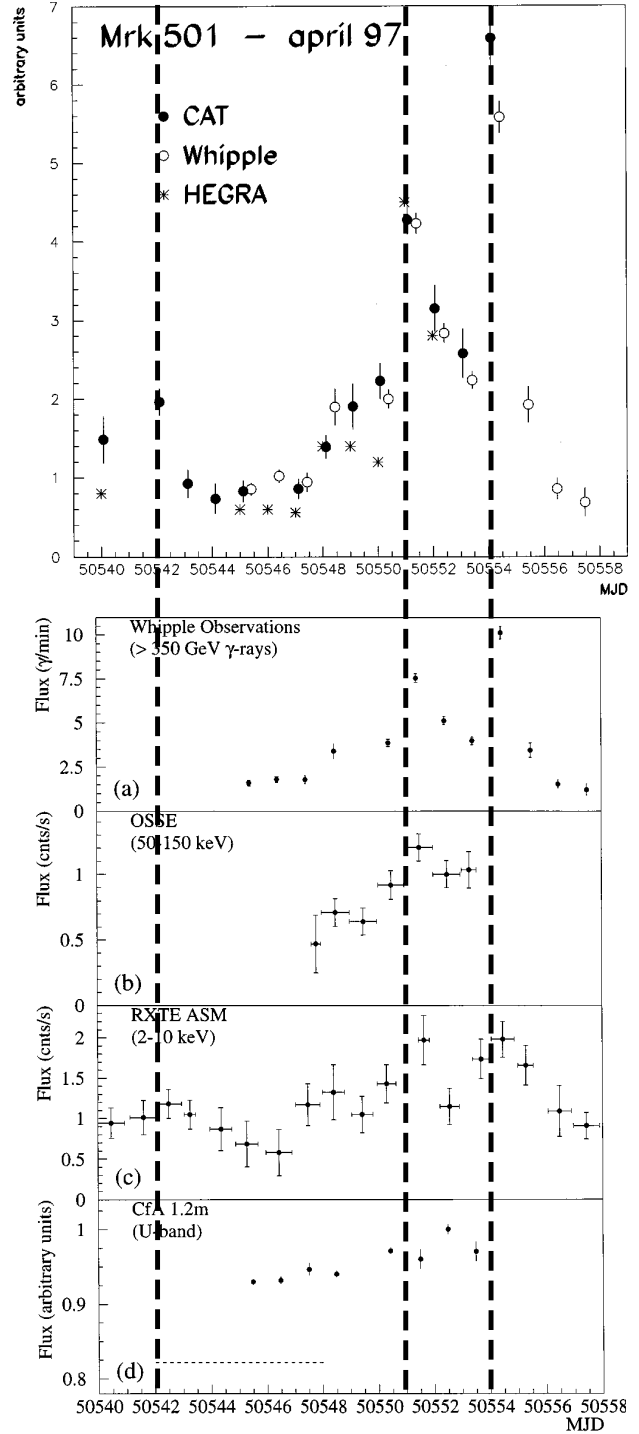 arbitrary units
Mrk 501 – april 97
● CAT
○ Whipple
✳ HEGRA
7
6
5
4
3
2
1
0
50540 50542 50544 50546 50548 50550 50552 50554 50556 50558
MJD
Whipple Observations
(> 350 GeV γ-rays)
Flux (γ/min)
10
7.5
5
2.5
0
(a)
OSSE
(50-150 keV)
Flux (cnts/s)
1
0.5
0
(b)
RXTE ASM
(2-10 keV)
Flux (cnts/s)
2
1.5
1
0.5
0
(c)
CfA 1.2m
(U-band)
Flux (arbitrary units)
1
0.9
0.8
(d)
50540 50542 50544 50546 50548 50550 50552 50554 50556 50558
MJD